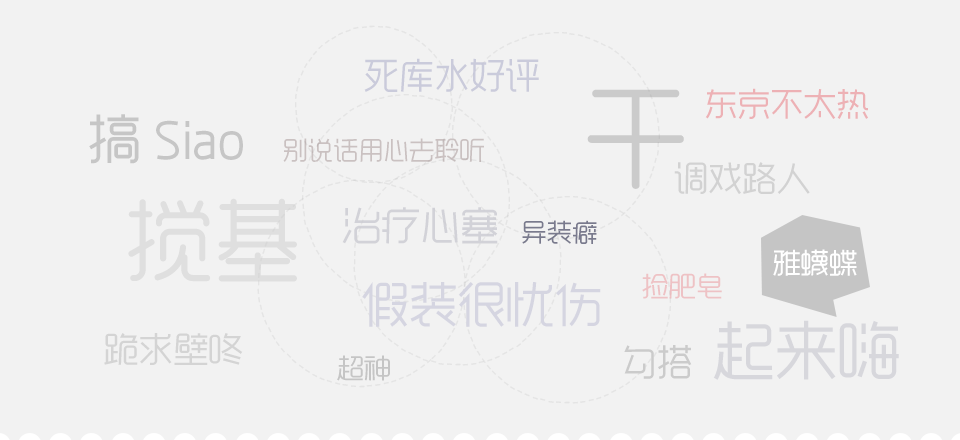 死库水好评
干
东京不太热
搞 Siao
别说话用心去聆听
调戏路人
搅基
治疗心塞
异装癖
雅蠛蝶
捡肥皂
假装很忧伤
跪求壁咚
超神
勾搭
起来嗨